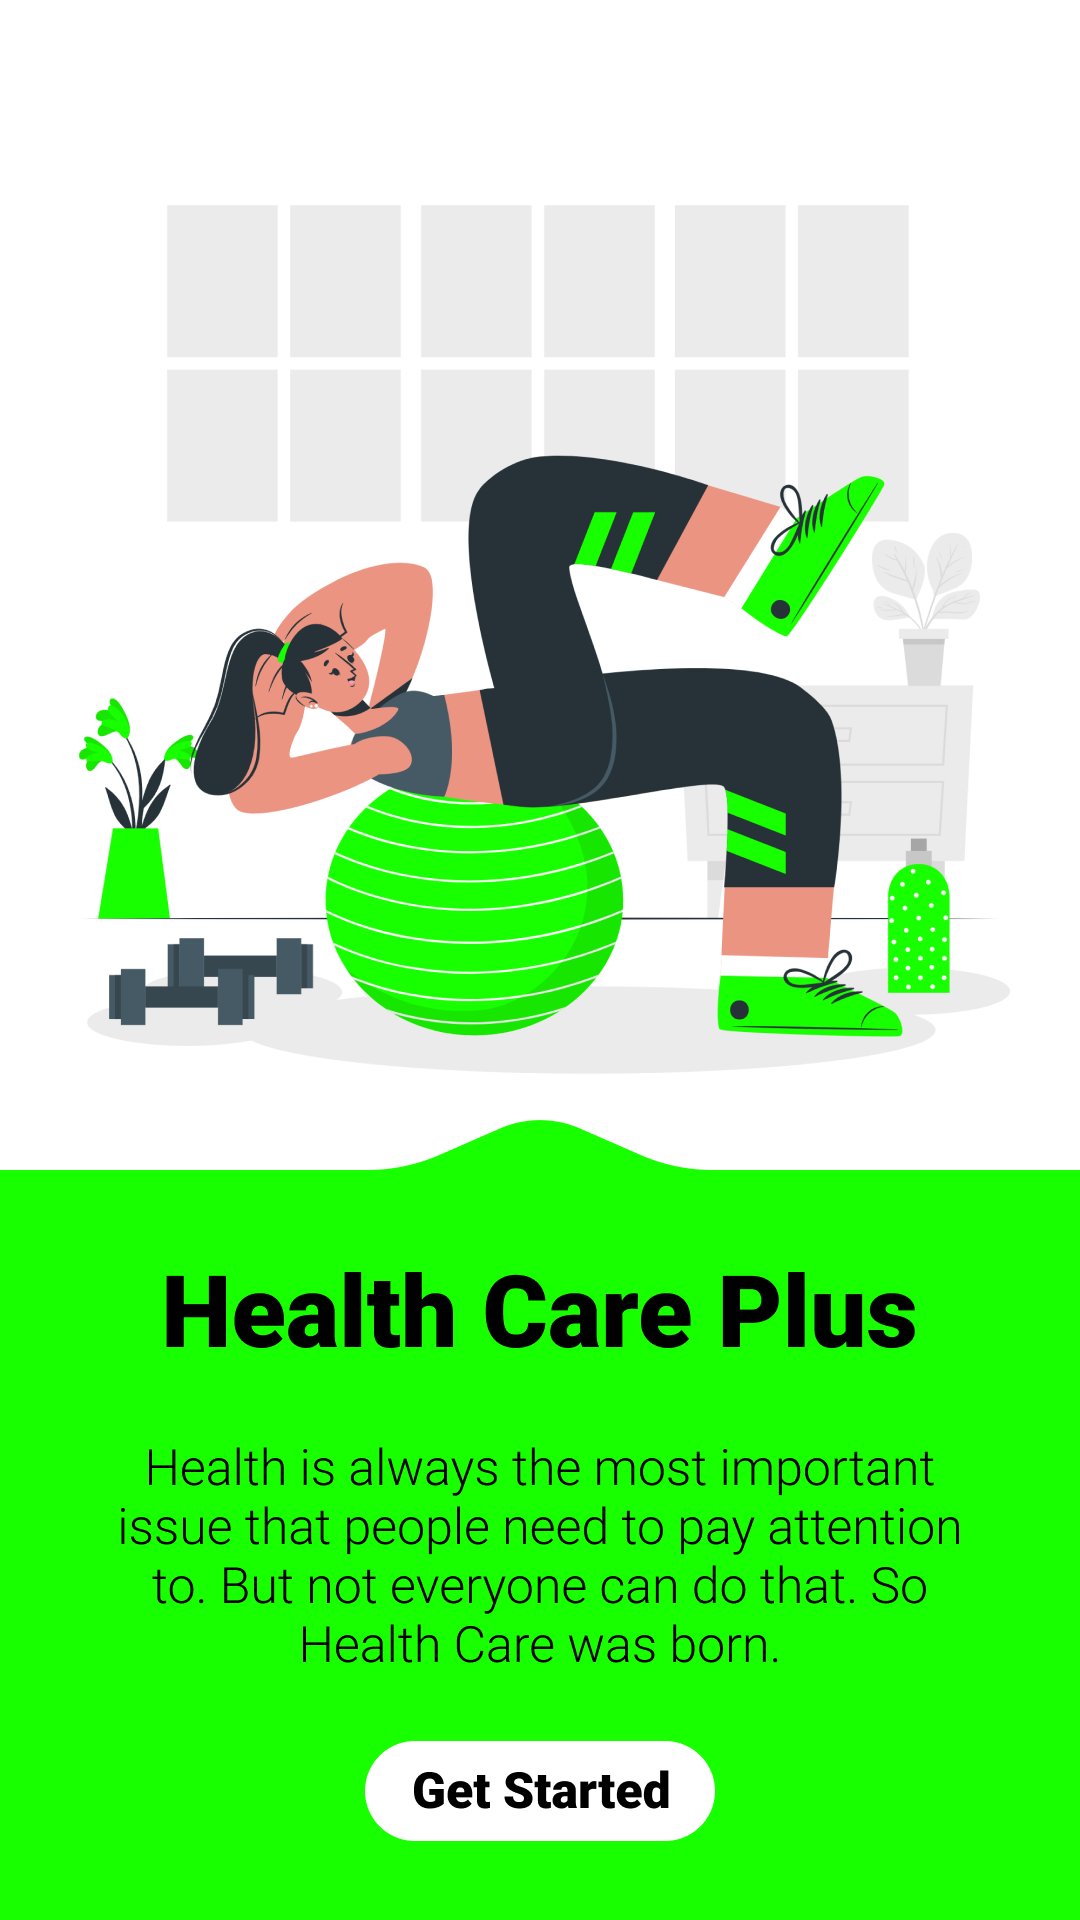 Health Care Plus
Health is always the most important
issue that people need to pay attention
to. But not everyone can do that. So
Health Care was born.
Get Started